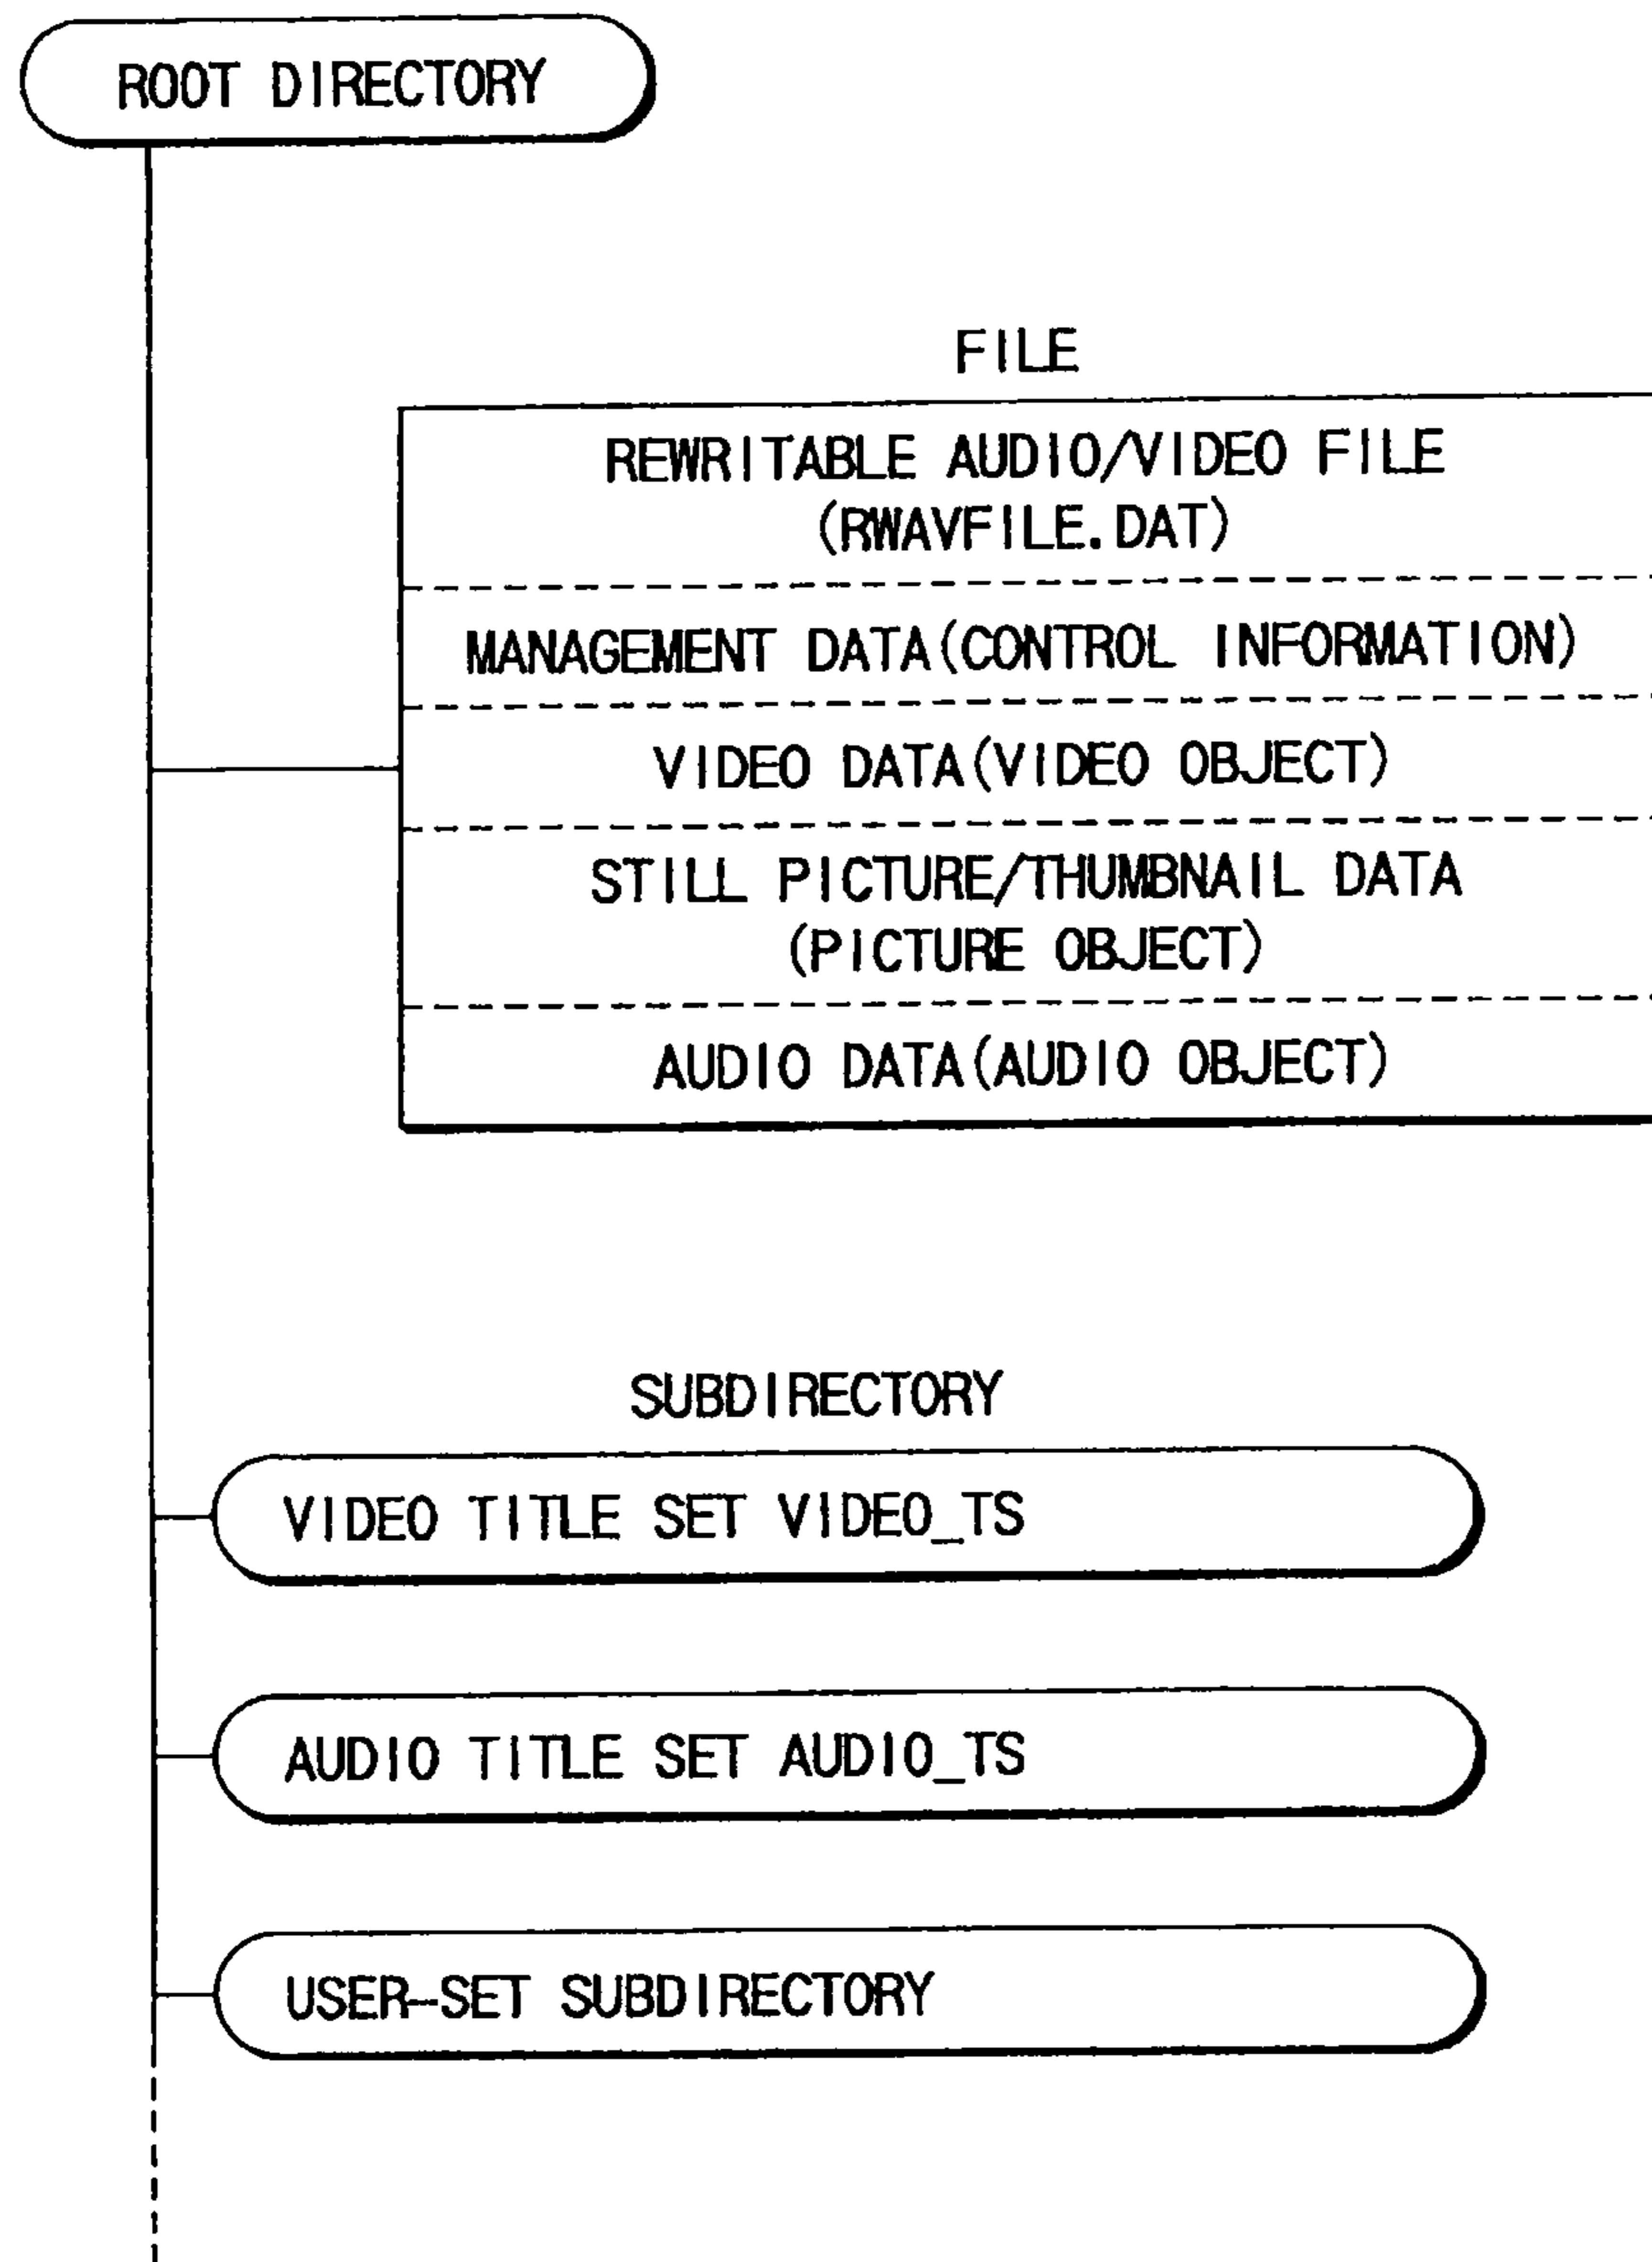 ROOT DIRECTORY
FILE
REWRITABLE AUDIO/VIDEO FILE
(RWAVFILE.DAT)
MANAGEMENT DATA(CONTROL INFORMATION)
VIDEO DATA(VIDEO OBJECT)
STILL PICTURE/THUMBNAIL DATA
(PICTURE OBJECT)
AUDIO DATA(AUDIO OBJECT)
SUBDIRECTORY
VIDEO TITLE SET VIDEO_TS
AUDIO TITLE SET AUDIO_TS
USER-SET SUBDIRECTORY